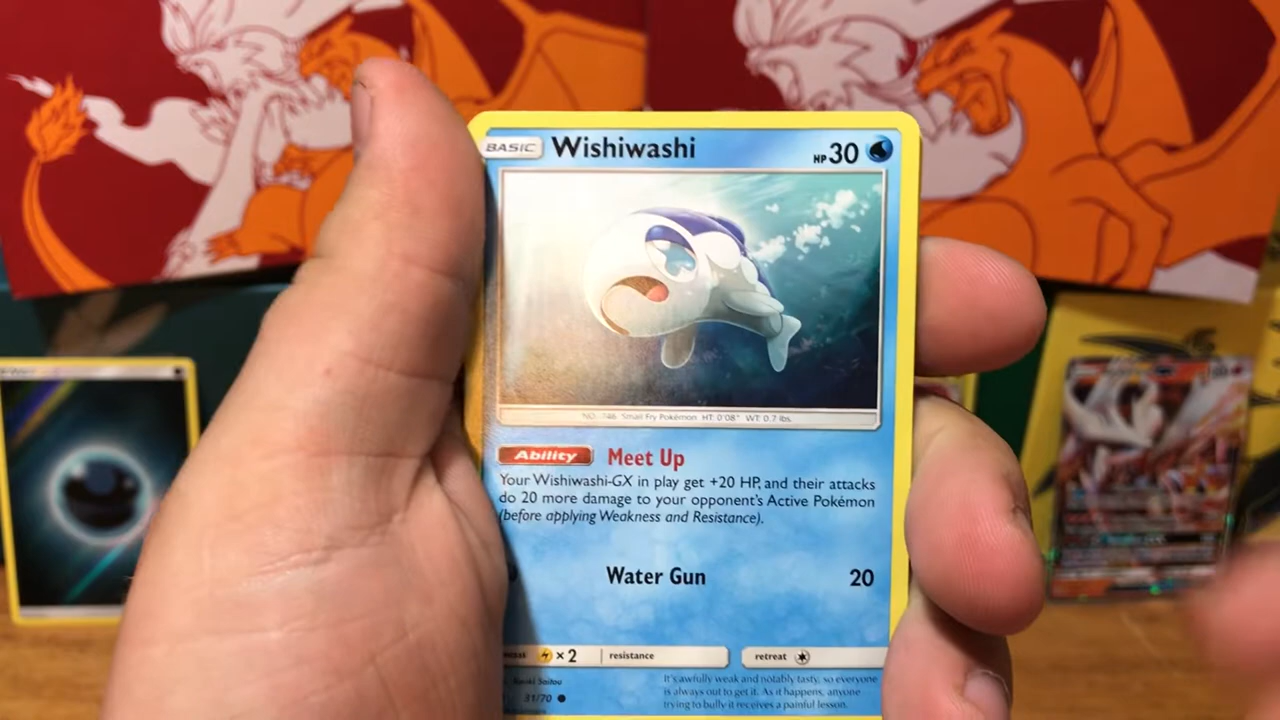 BASIC Wishiwashi HP 30
NO. 746 Small Fry Pokémon HT: 0'08" WT: 0.7 lbs.
Ability Meet Up
Your Wishiwashi-GX in play get +20 HP, and their attacks
do 20 more damage to your opponent's Active Pokémon
(before applying Weakness and Resistance).
Water Gun 20
×2 resistance retreat
It's awfully weak and notably tasty, so everyone
is always out to get it. As it happens, anyone
trying to bully it receives a painful lesson.
Saitou
31/70